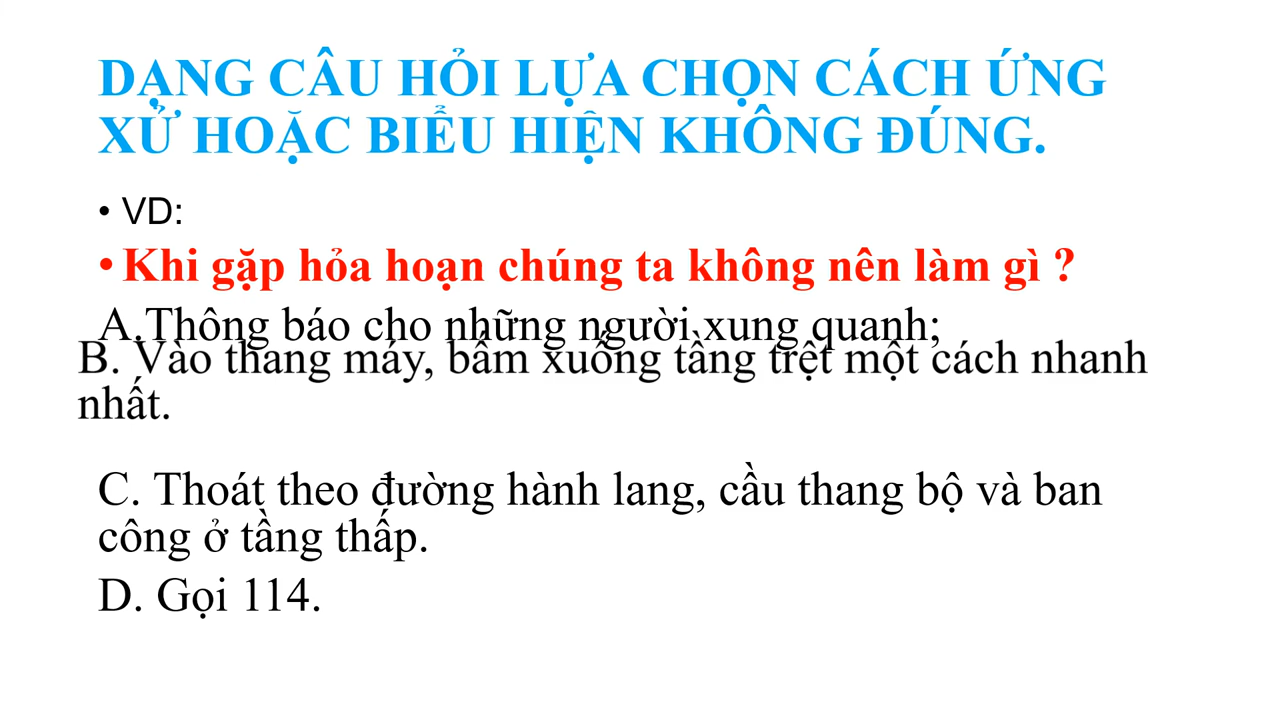 DẠNG CÂU HỎI LỰA CHỌN CÁCH ỨNG
XỬ HOẶC BIỂU HIỆN KHÔNG ĐÚNG.
• VD:
• Khi gặp hỏa hoạn chúng ta không nên làm gì ?
A.Thông báo cho những người xung quanh;
B. Vào thang máy, bấm xuống tầng trệt một cách nhanh
nhất.
C. Thoát theo đường hành lang, cầu thang bộ và ban
công ở tầng thấp.
D. Gọi 114.